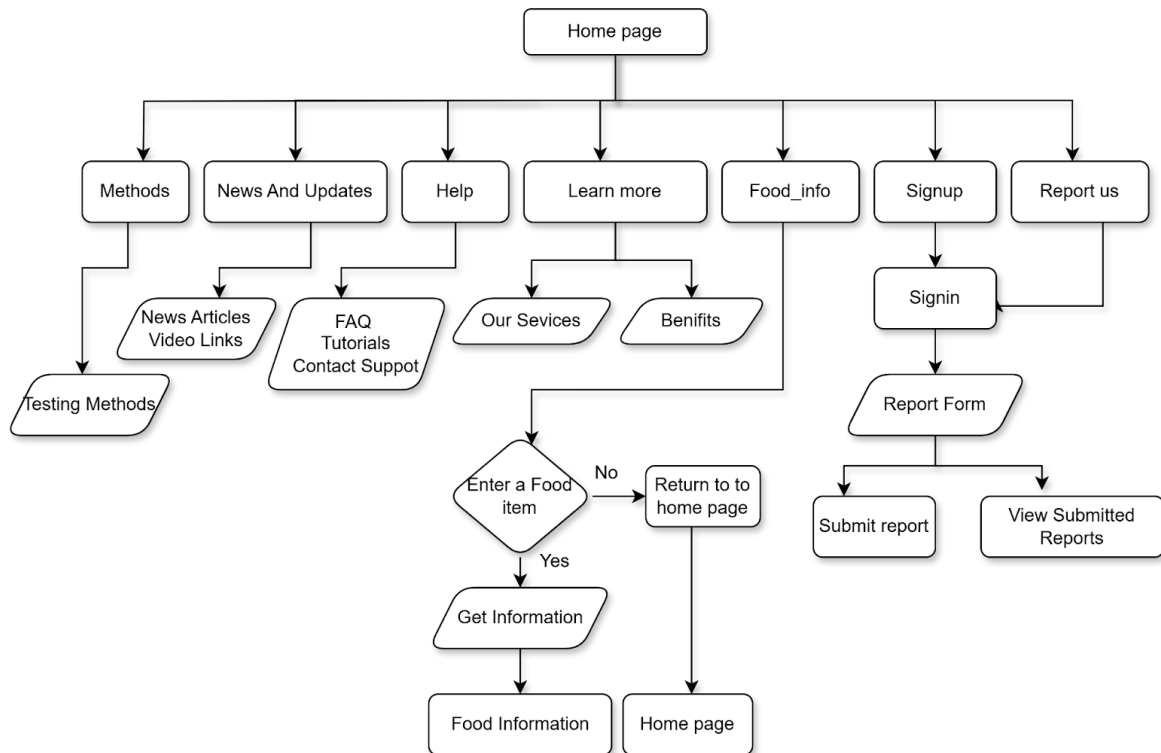 Home page
Methods
News And Updates
Help
Learn more
Food_info
Signup
Report us
Signin
News Articles
Video Links
FAQ
Tutorials
Contact Suppot
Our Sevices
Benifits
Testing Methods
Report Form
Enter a Food
item
No
Return to to
home page
Yes
Submit report
View Submitted
Reports
Get Information
Food Information
Home page